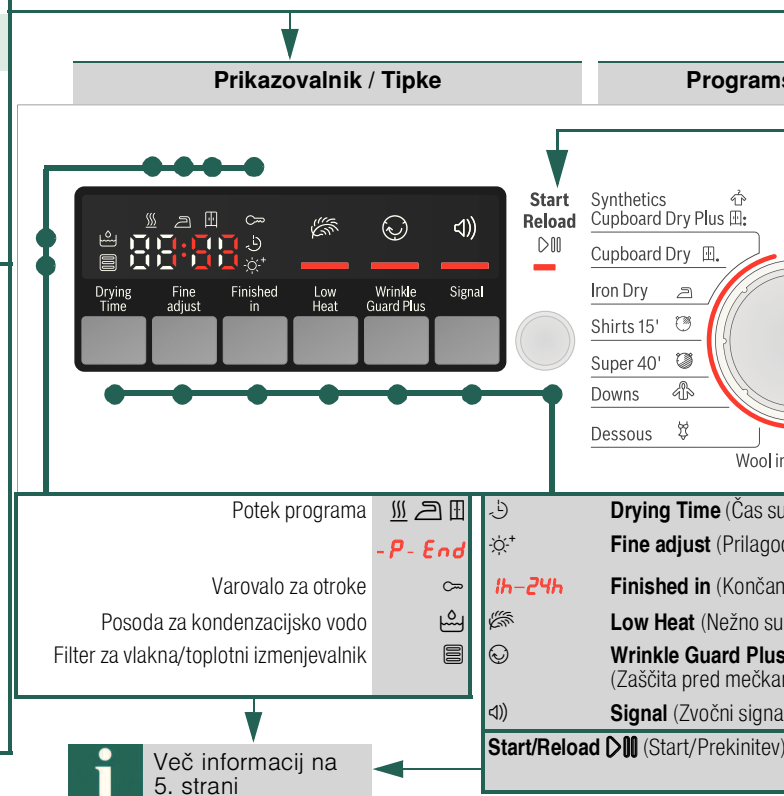 Prikazovalnik / Tipke
Programs
Start
Reload
Synthetics
Cupboard Dry Plus
Cupboard Dry
Iron Dry
Shirts 15'
Super 40'
Downs
Dessous
Wool in
88:88
Drying
Time
Fine
adjust
Finished
in
Low
Heat
Wrinkle
Guard Plus
Signal
Potek programa
-P- End
Varovalo za otroke
Posoda za kondenzacijsko vodo
Filter za vlakna/toplotni izmenjevalnik
Drying Time (Čas su
Fine adjust (Prilagod
1h-24h Finished in (Končan
Low Heat (Nežno su
Wrinkle Guard Plus
(Zaščita pred mečkan
Signal (Zvočni signa
Start/Reload (Start/Prekinitev)
i
Več informacij na
5. strani